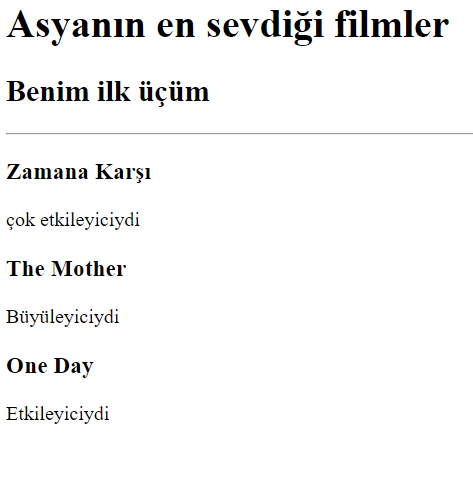 Asyanın en sevdiği filmler
Benim ilk üçüm
Zamana Karşı
çok etkileyiciydi
The Mother
Büyüleyiciydi
One Day
Etkileyiciydi